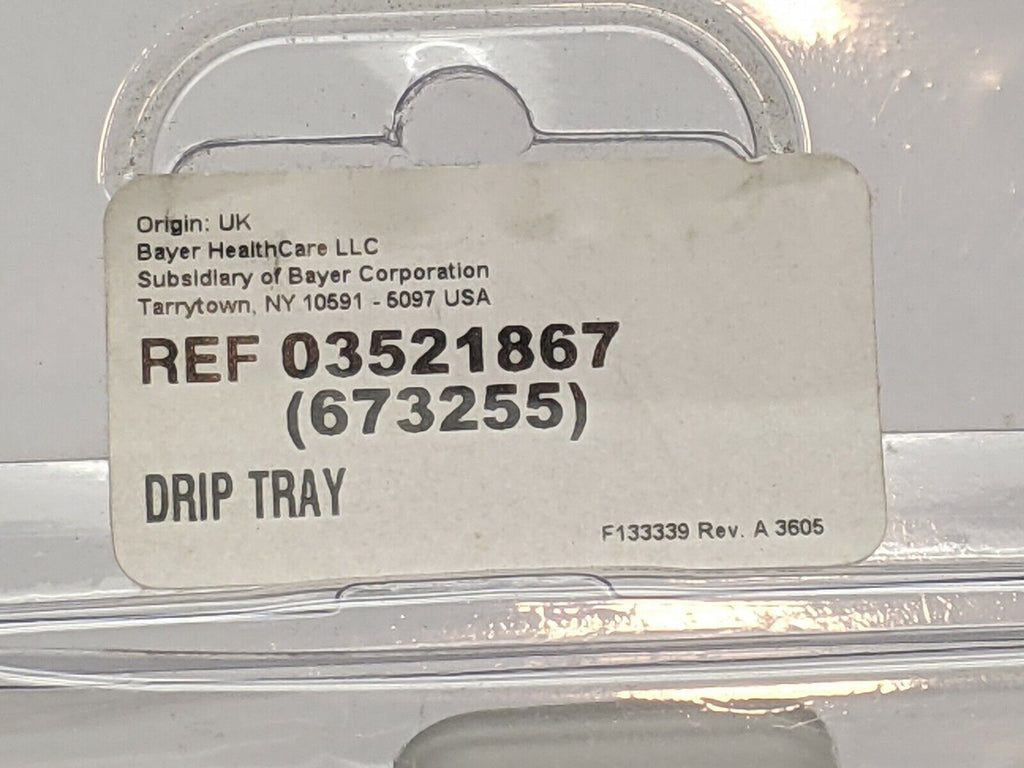 Origin: UK
Bayer HealthCare LLC
Subsidiary of Bayer Corporation
Tarrytown, NY 10591 - 5097 USA
REF 03521867
(673255)
DRIP TRAY
F133339 Rev. A 3605